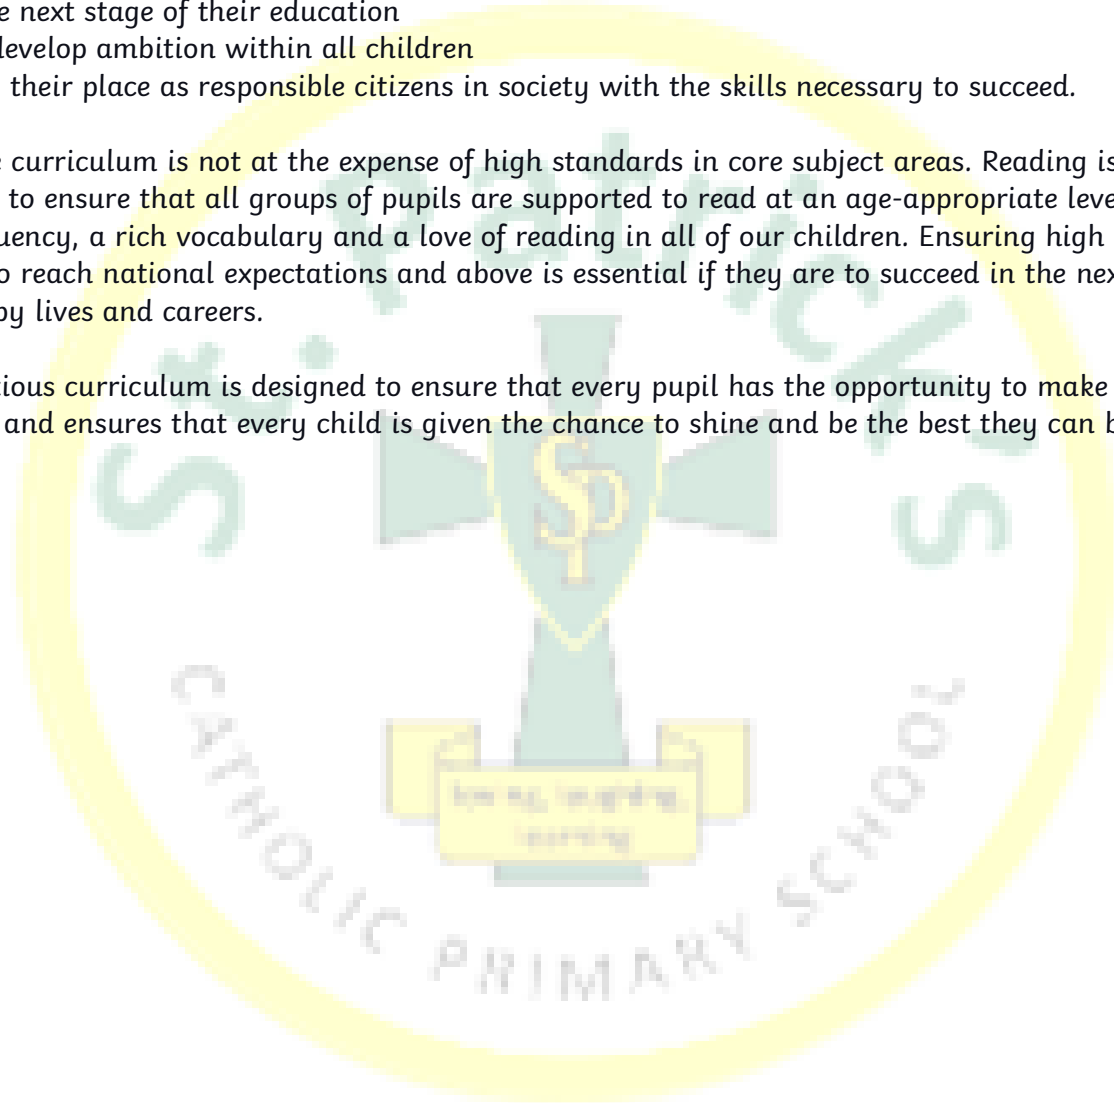 e next stage of their education
develop ambition within all children
their place as responsible citizens in society with the skills necessary to succeed.
e curriculum is not at the expense of high standards in core subject areas. Reading is
to ensure that all groups of pupils are supported to read at an age-appropriate leve
uency, a rich vocabulary and a love of reading in all of our children. Ensuring high
o reach national expectations and above is essential if they are to succeed in the nex
py lives and careers.
tious curriculum is designed to ensure that every pupil has the opportunity to make
and ensures that every child is given the chance to shine and be the best they can b
St. Patrick's
SP
loving, laughing,
learning
CATHOLIC PRIMARY SCHOOL